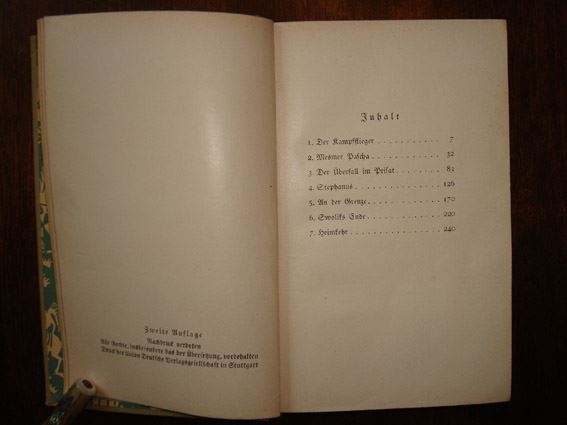 Zweite Auflage
Nachdruck verboten
Alle Rechte, insbesondere das der Übersetzung, vorbehalten
Druck der Union Deutsche Verlagsgesellschaft in Stuttgart
Inhalt
1. Der Kampfflieger . . . . . . . . . . . 7
2. Mesmer Pascha . . . . . . . . . . . 32
3. Der Überfall im Pripat . . . . . . . . 83
4. Stephanus . . . . . . . . . . . . . 126
5. An der Grenze . . . . . . . . . . . 170
6. Swoliks Ende . . . . . . . . . . . 220
7. Heimkehr . . . . . . . . . . . . . 240